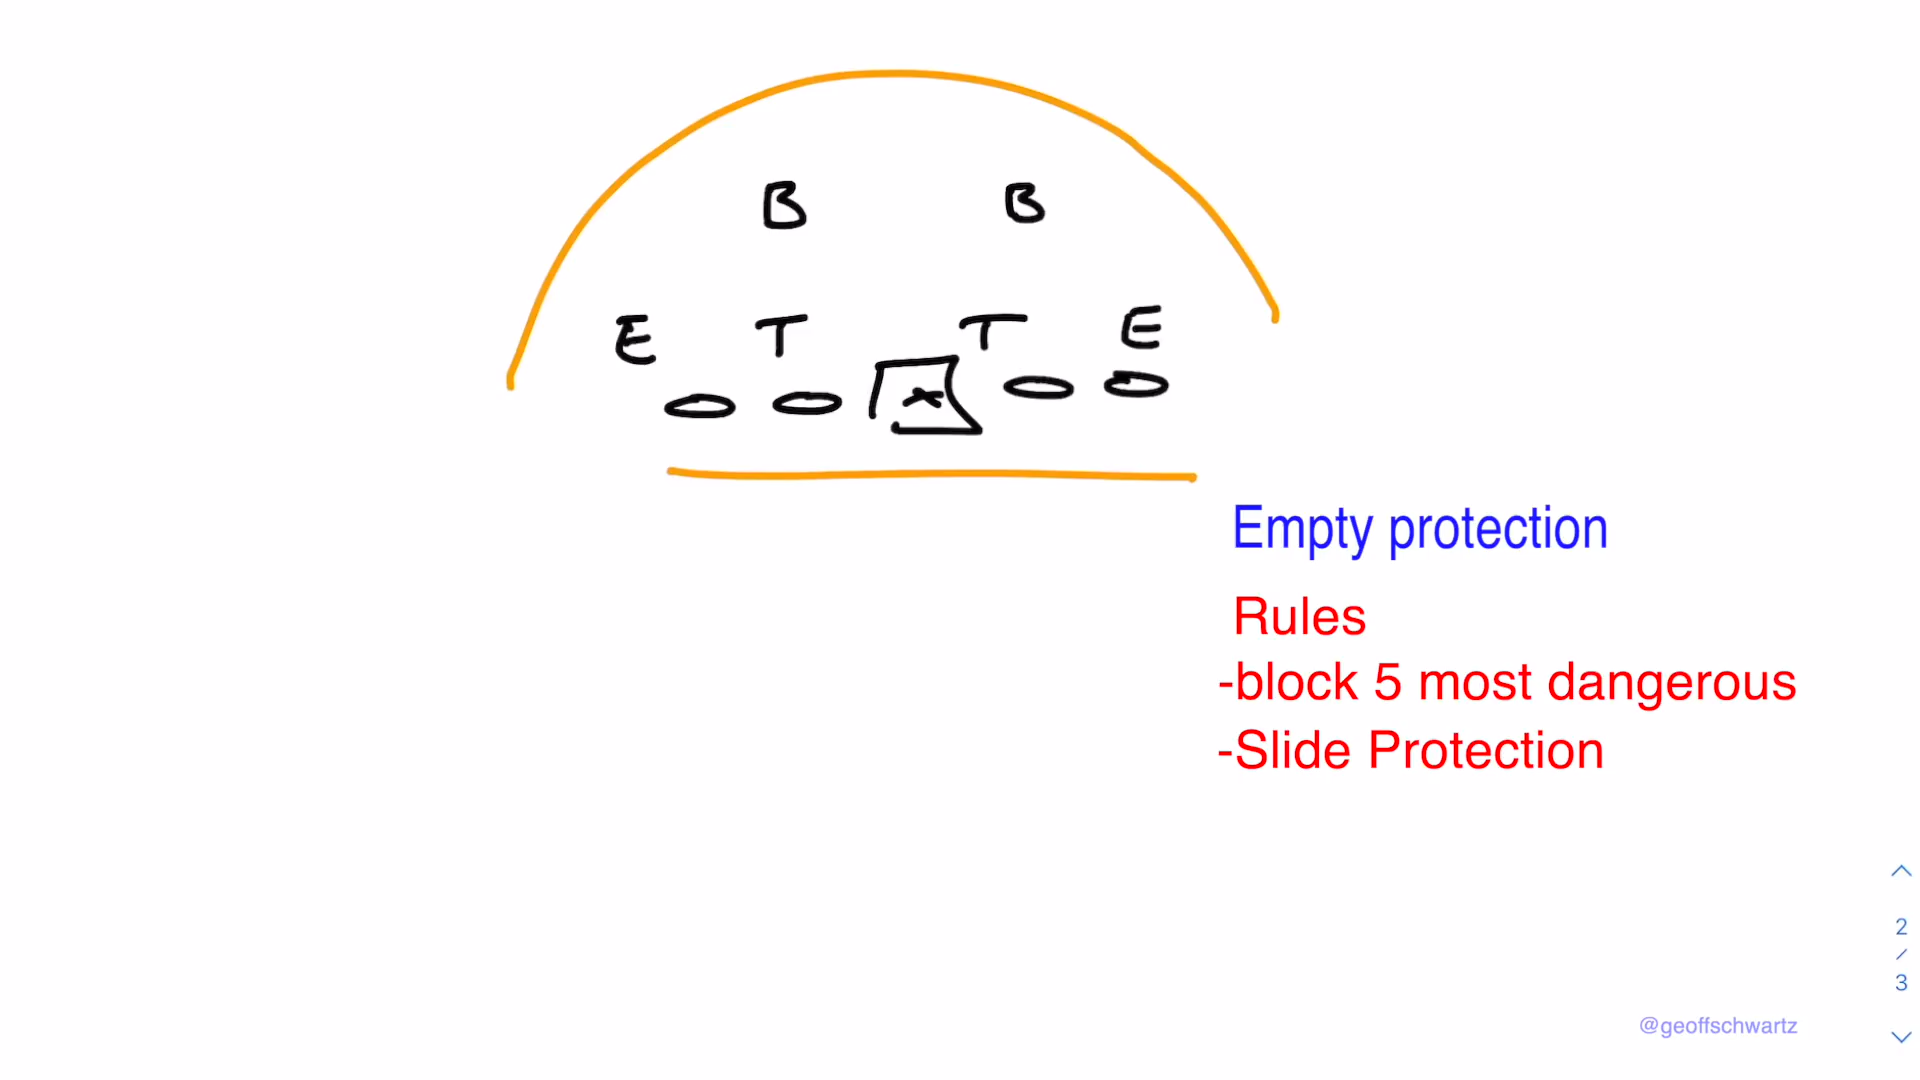 B B
E T T E
x
Empty protection
Rules
-block 5 most dangerous
-Slide Protection
2
/
3
@geoffschwartz